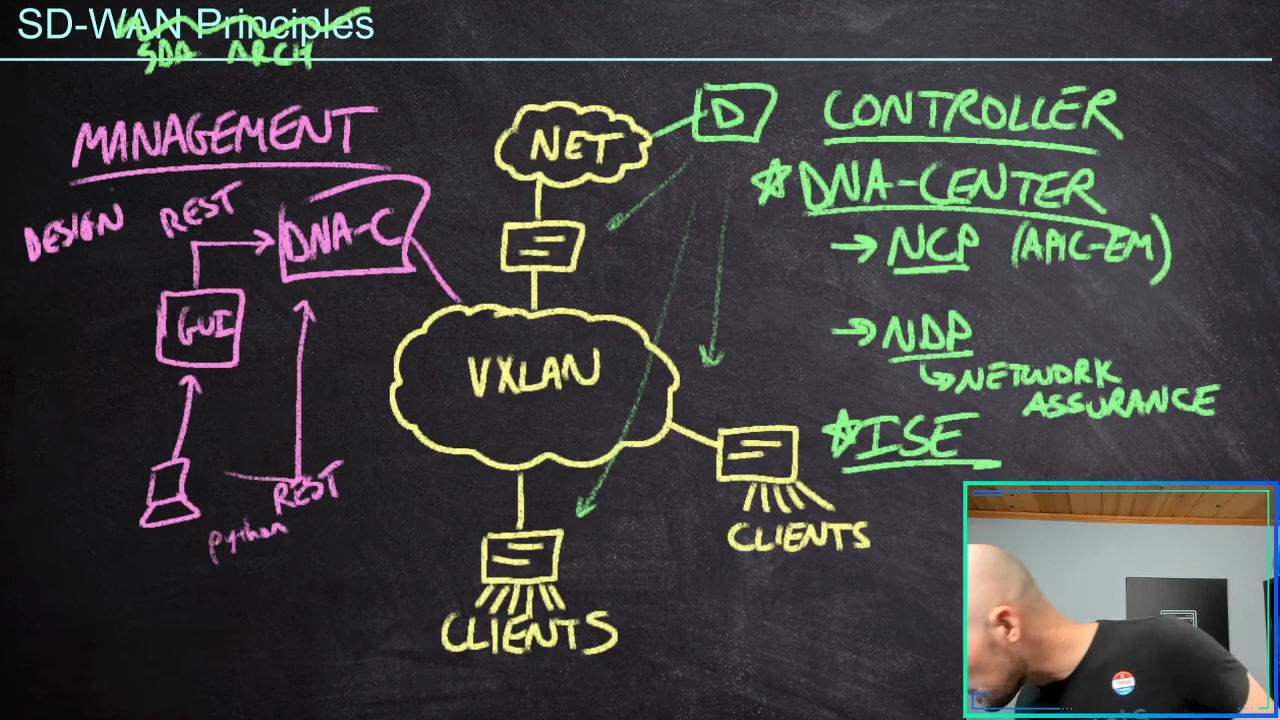 SD-WAN Principles
SDA ARCH
MANAGEMENT
DESIGN
REST
DNA-C
GUI
REST
python
NET
VXLAN
CLIENTS
CLIENTS
D
CONTROLLER
DNA-CENTER
→ NCP (APIC-EM)
→ NDP
↳ NETWORK
ASSURANCE
ISE